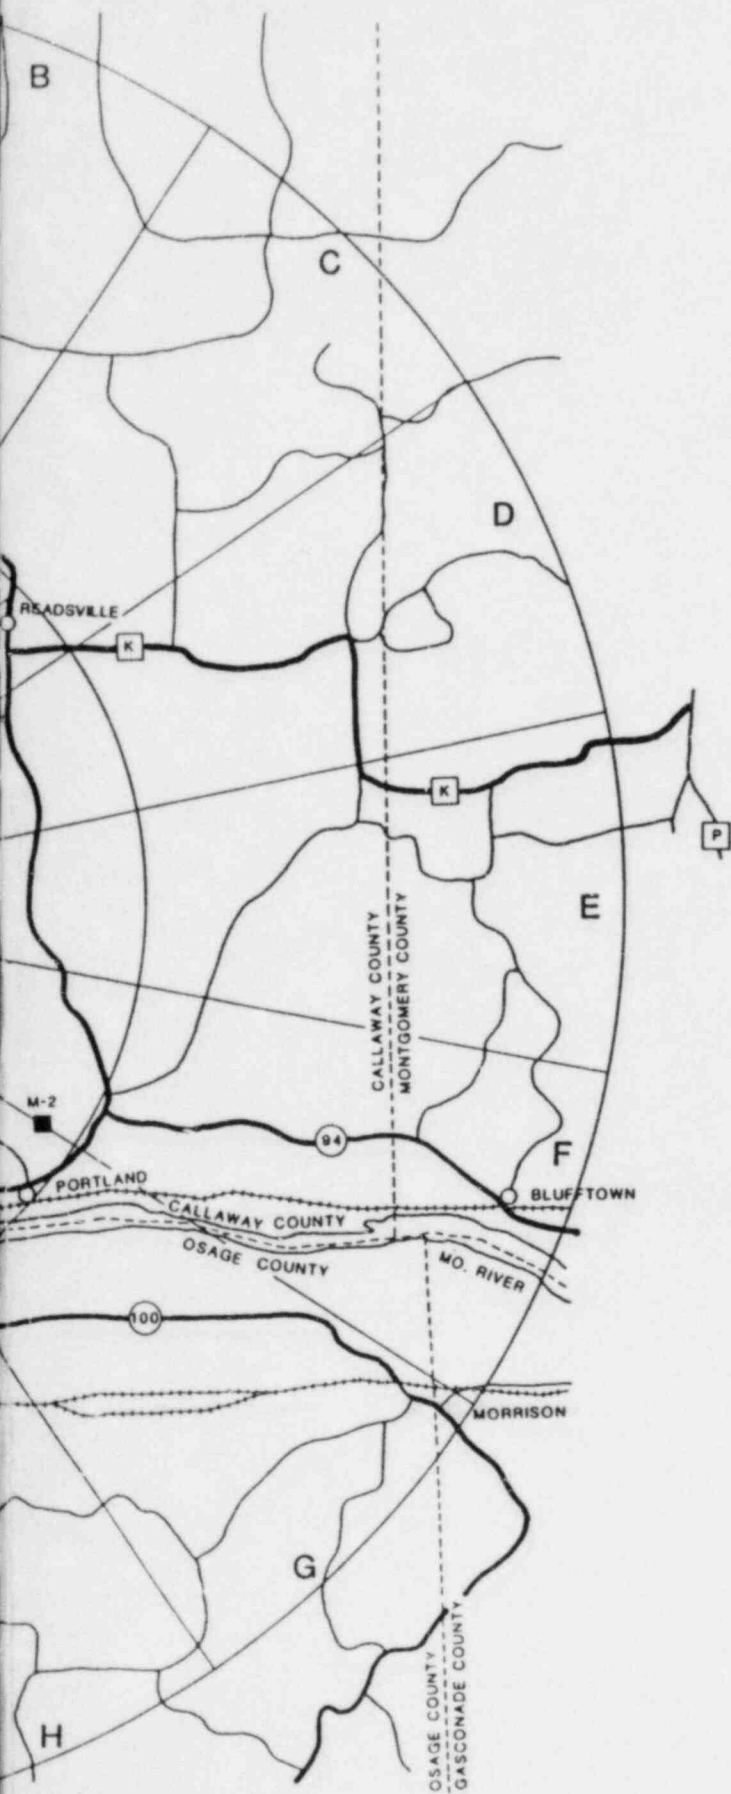 B
C
D
READSVILLE
K
K
P
E
CALLAWAY COUNTY
MONTGOMERY COUNTY
M-2
94
F
PORTLAND
BLUFFTOWN
CALLAWAY COUNTY
OSAGE COUNTY
MO. RIVER
100
MORRISON
G
OSAGE COUNTY
GASCONADE COUNTY
H